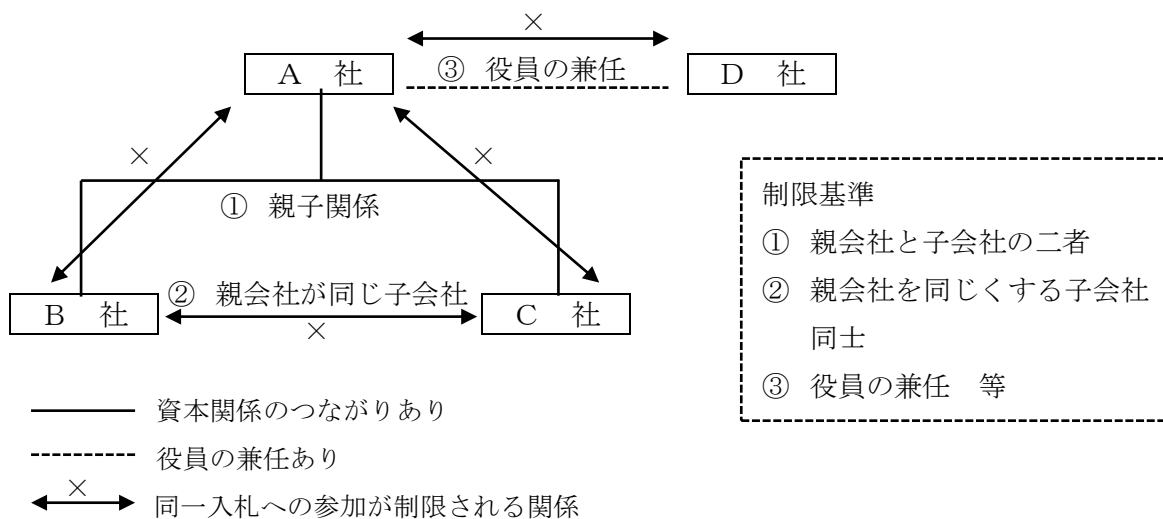 ×
A　社
③ 役員の兼任
D　社
×
×
① 親子関係
② 親会社が同じ子会社
B　社
×
C　社
制限基準
① 親会社と子会社の二者
② 親会社を同じくする子会社
同士
③ 役員の兼任　等
資本関係のつながりあり
役員の兼任あり
×
同一入札への参加が制限される関係